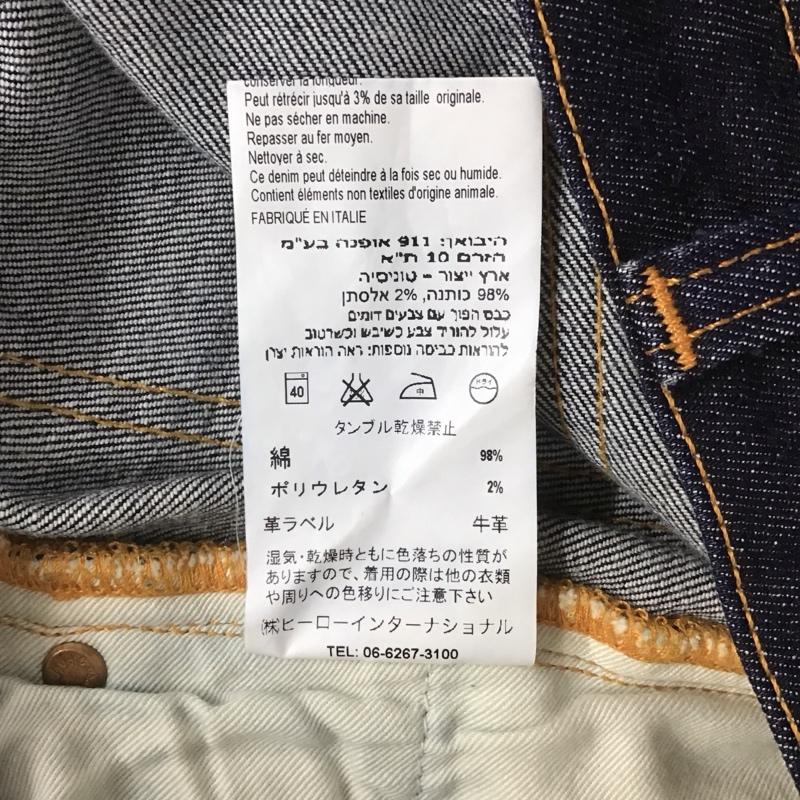 conserver la longueur.
Peut rétrécir jusqu'à 3% de sa taille originale.
Ne pas sécher en machine.
Repasser au fer moyen.
Nettoyer à sec.
Ce denim peut déteindre à la fois sec ou humide.
Contient éléments non textiles d'origine animale.
FABRIQUÉ EN ITALIE
היבואן: 911 אופנה בע"מ
הזרם 10 ת"א
ארץ ייצור - טוניסיה
98% כותנה, 2% אלסתן
כבס הפוך עם צבעים דומים
עלול להוריד צבע כשיבש וכשרטוב
להוראות כביסה נוספות: ראה הוראות יצרן
40 中 ドライ
タンブル乾燥禁止
綿 98%
ポリウレタン 2%
革ラベル 牛革
湿気・乾燥時ともに色落ちの性質が
ありますので、着用の際は他の衣類
や周りへの色移りにご注意下さい
㈱ヒーローインターナショナル
TEL: 06-6267-3100